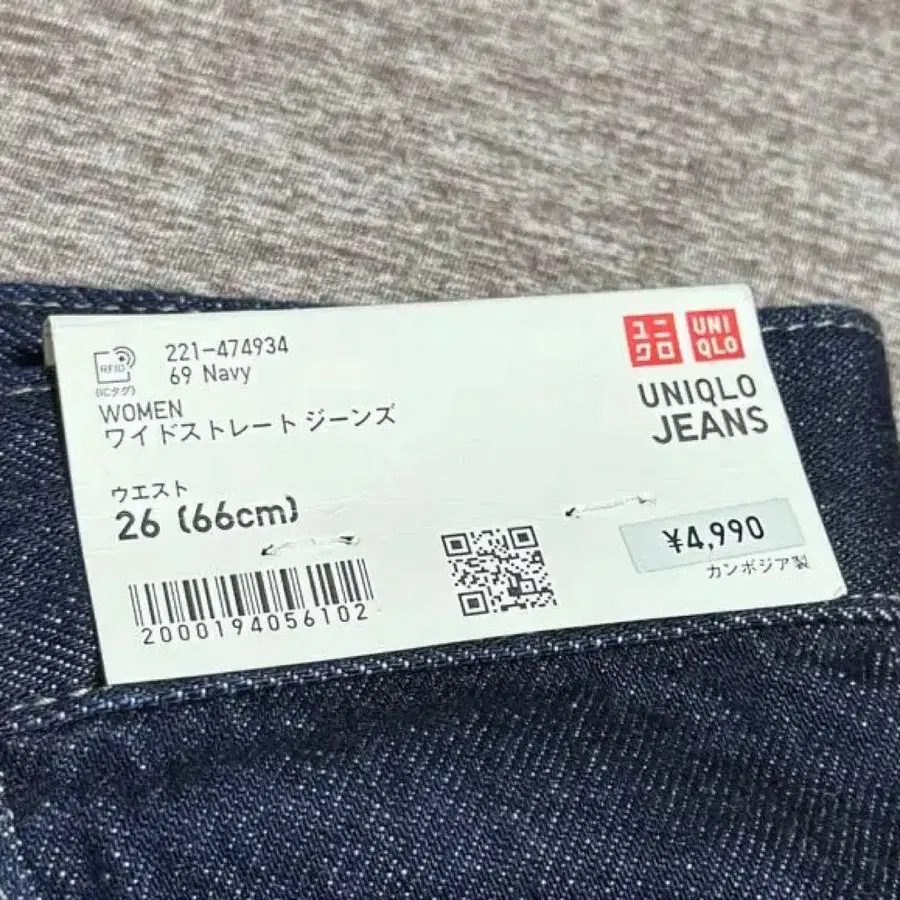 RFID
(ICタグ)
221-474934
69 Navy
WOMEN
ワイドストレート ジーンズ
ウエスト
26 (66cm)
2000194056102
ユニ
クロ
UNI
QLO
UNIQLO
JEANS
¥4,990
カンボジア製